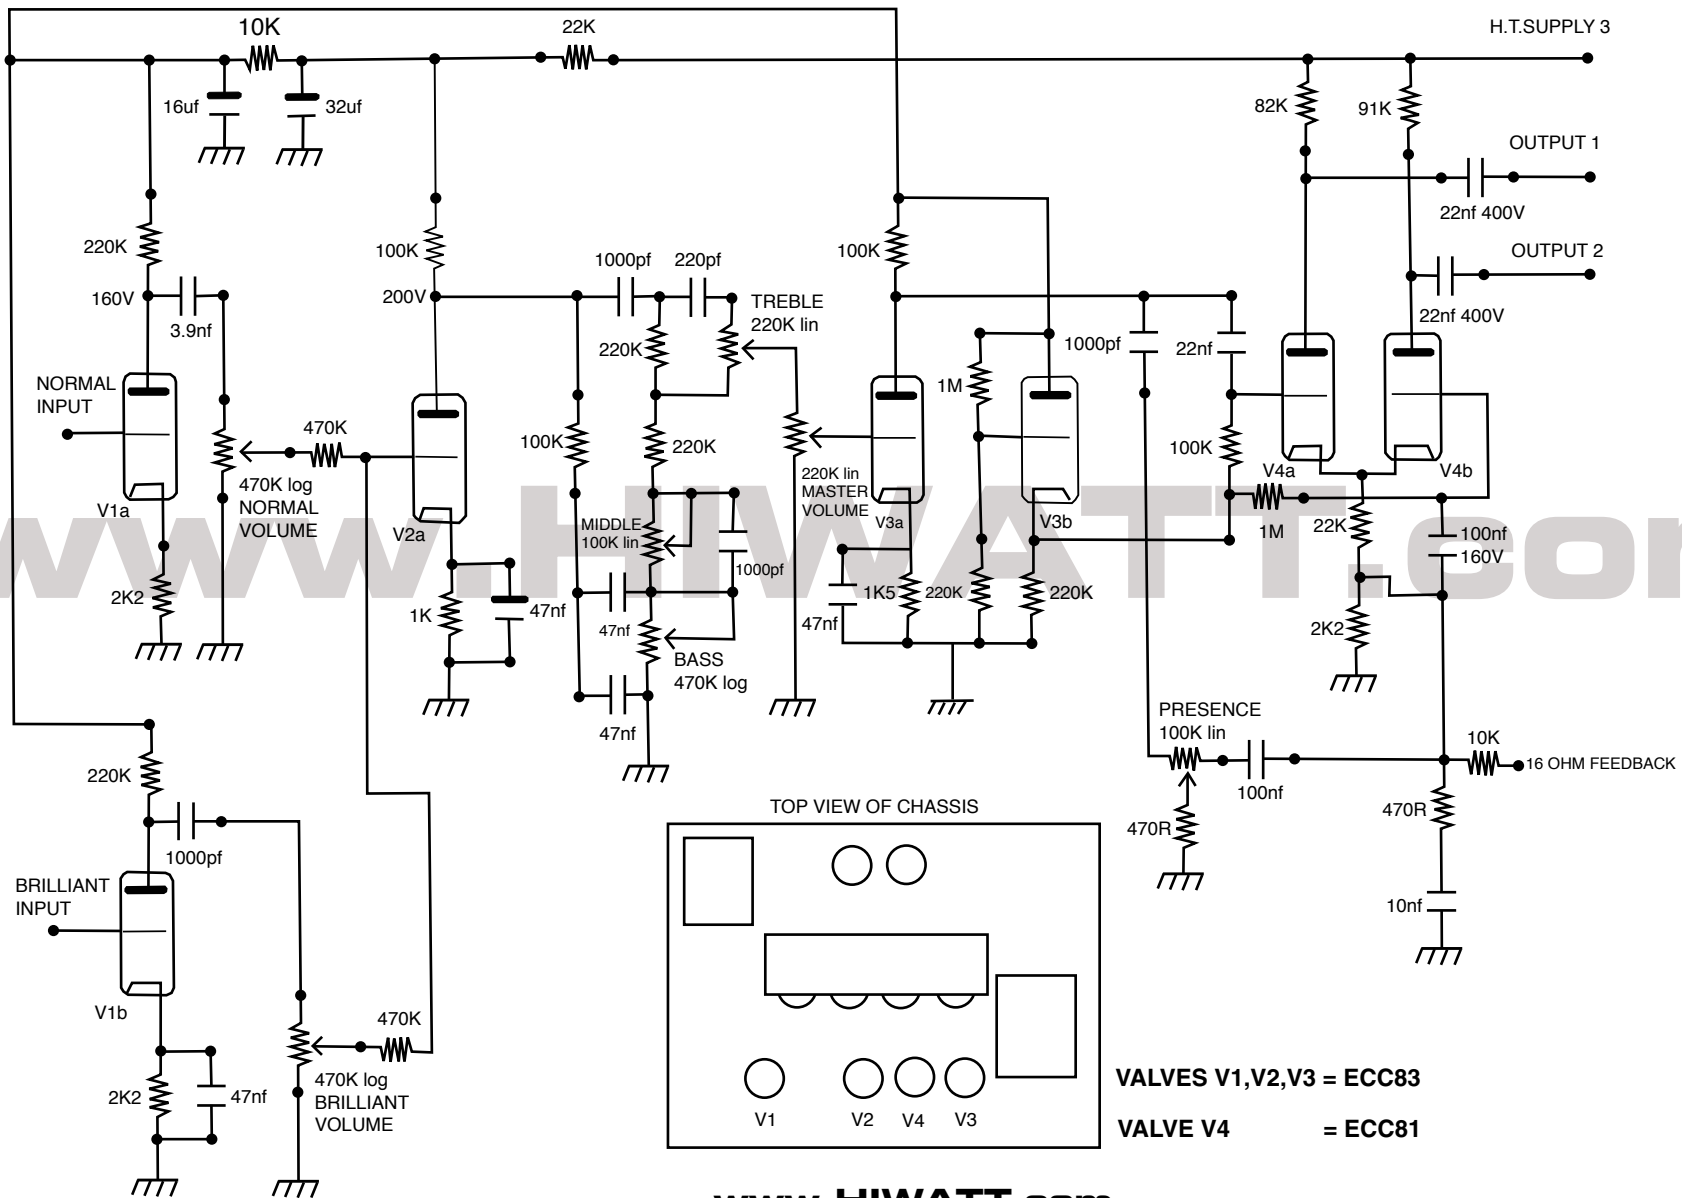 10K
22K
H.T.SUPPLY 3
16uf
32uf
82K
91K
OUTPUT 1
22nf 400V
220K
100K
100K
OUTPUT 2
1000pf
220pf
160V
200V
TREBLE
220K lin
3.9nf
22nf 400V
220K
1000pf
22nf
NORMAL
INPUT
1M
470K
100K
220K
100K
470K log
NORMAL
VOLUME
220K lin
MASTER
VOLUME
V4a
V4b
V1a
V2a
MIDDLE
100K lin
V3a
V3b
22K
1M
100nf
160V
www.HIWATT.com
1000pf
2K2
1K
47nf
1K5
220K
220K
47nf
47nf
2K2
BASS
470K log
47nf
PRESENCE
100K lin
10K
16 OHM FEEDBACK
220K
100nf
470R
TOP VIEW OF CHASSIS
470R
1000pf
BRILLIANT
INPUT
10nf
V1b
470K
470K log
BRILLIANT
VOLUME
2K2
47nf
V1
V2
V4
V3
VALVES V1,V2,V3 = ECC83
VALVE V4 = ECC81
www.HIWATT.com